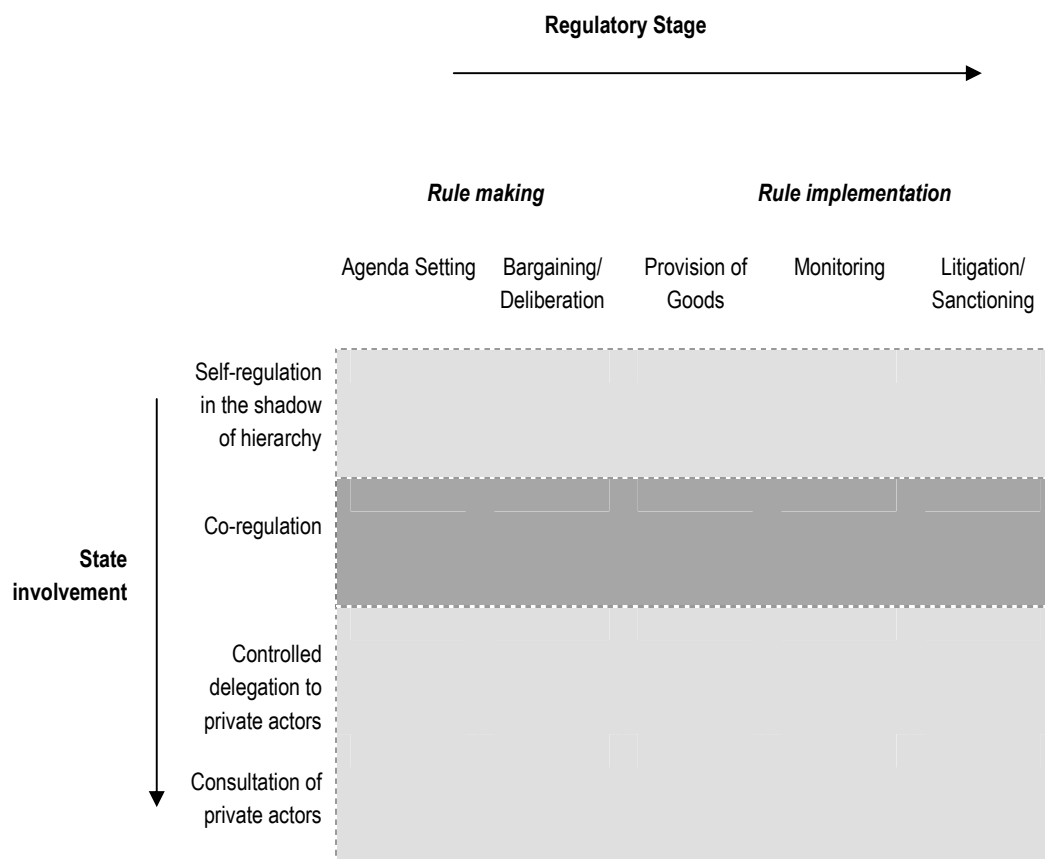 Regulatory Stage
Rule making
Rule implementation
Agenda Setting
Bargaining/
Deliberation
Provision of
Goods
Monitoring
Litigation/
Sanctioning
Self-regulation
in the shadow
of hierarchy
Co-regulation
State
involvement
Controlled
delegation to
private actors
Consultation of
private actors